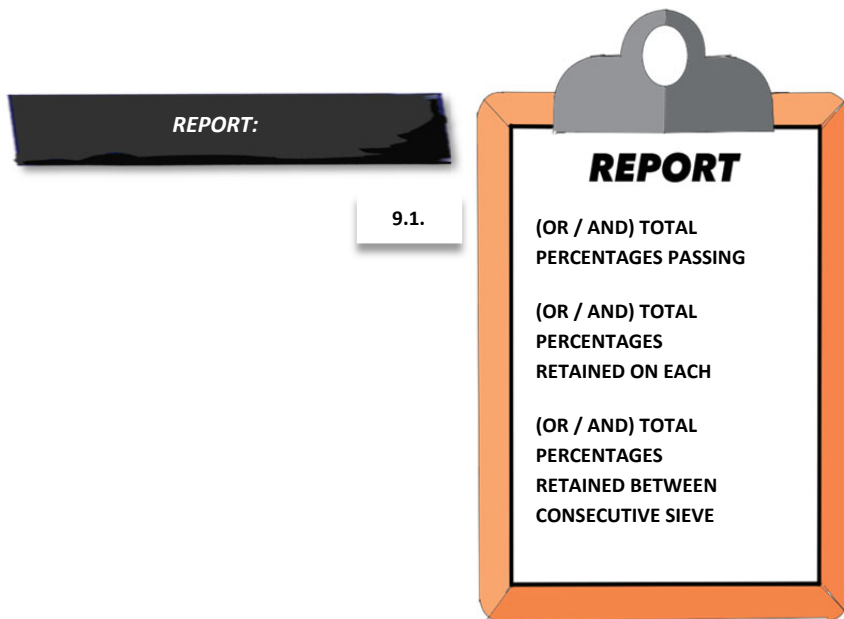 REPORT:
9.1.
REPORT
(OR / AND) TOTAL
PERCENTAGES PASSING
(OR / AND) TOTAL
PERCENTAGES
RETAINED ON EACH
(OR / AND) TOTAL
PERCENTAGES
RETAINED BETWEEN
CONSECUTIVE SIEVE